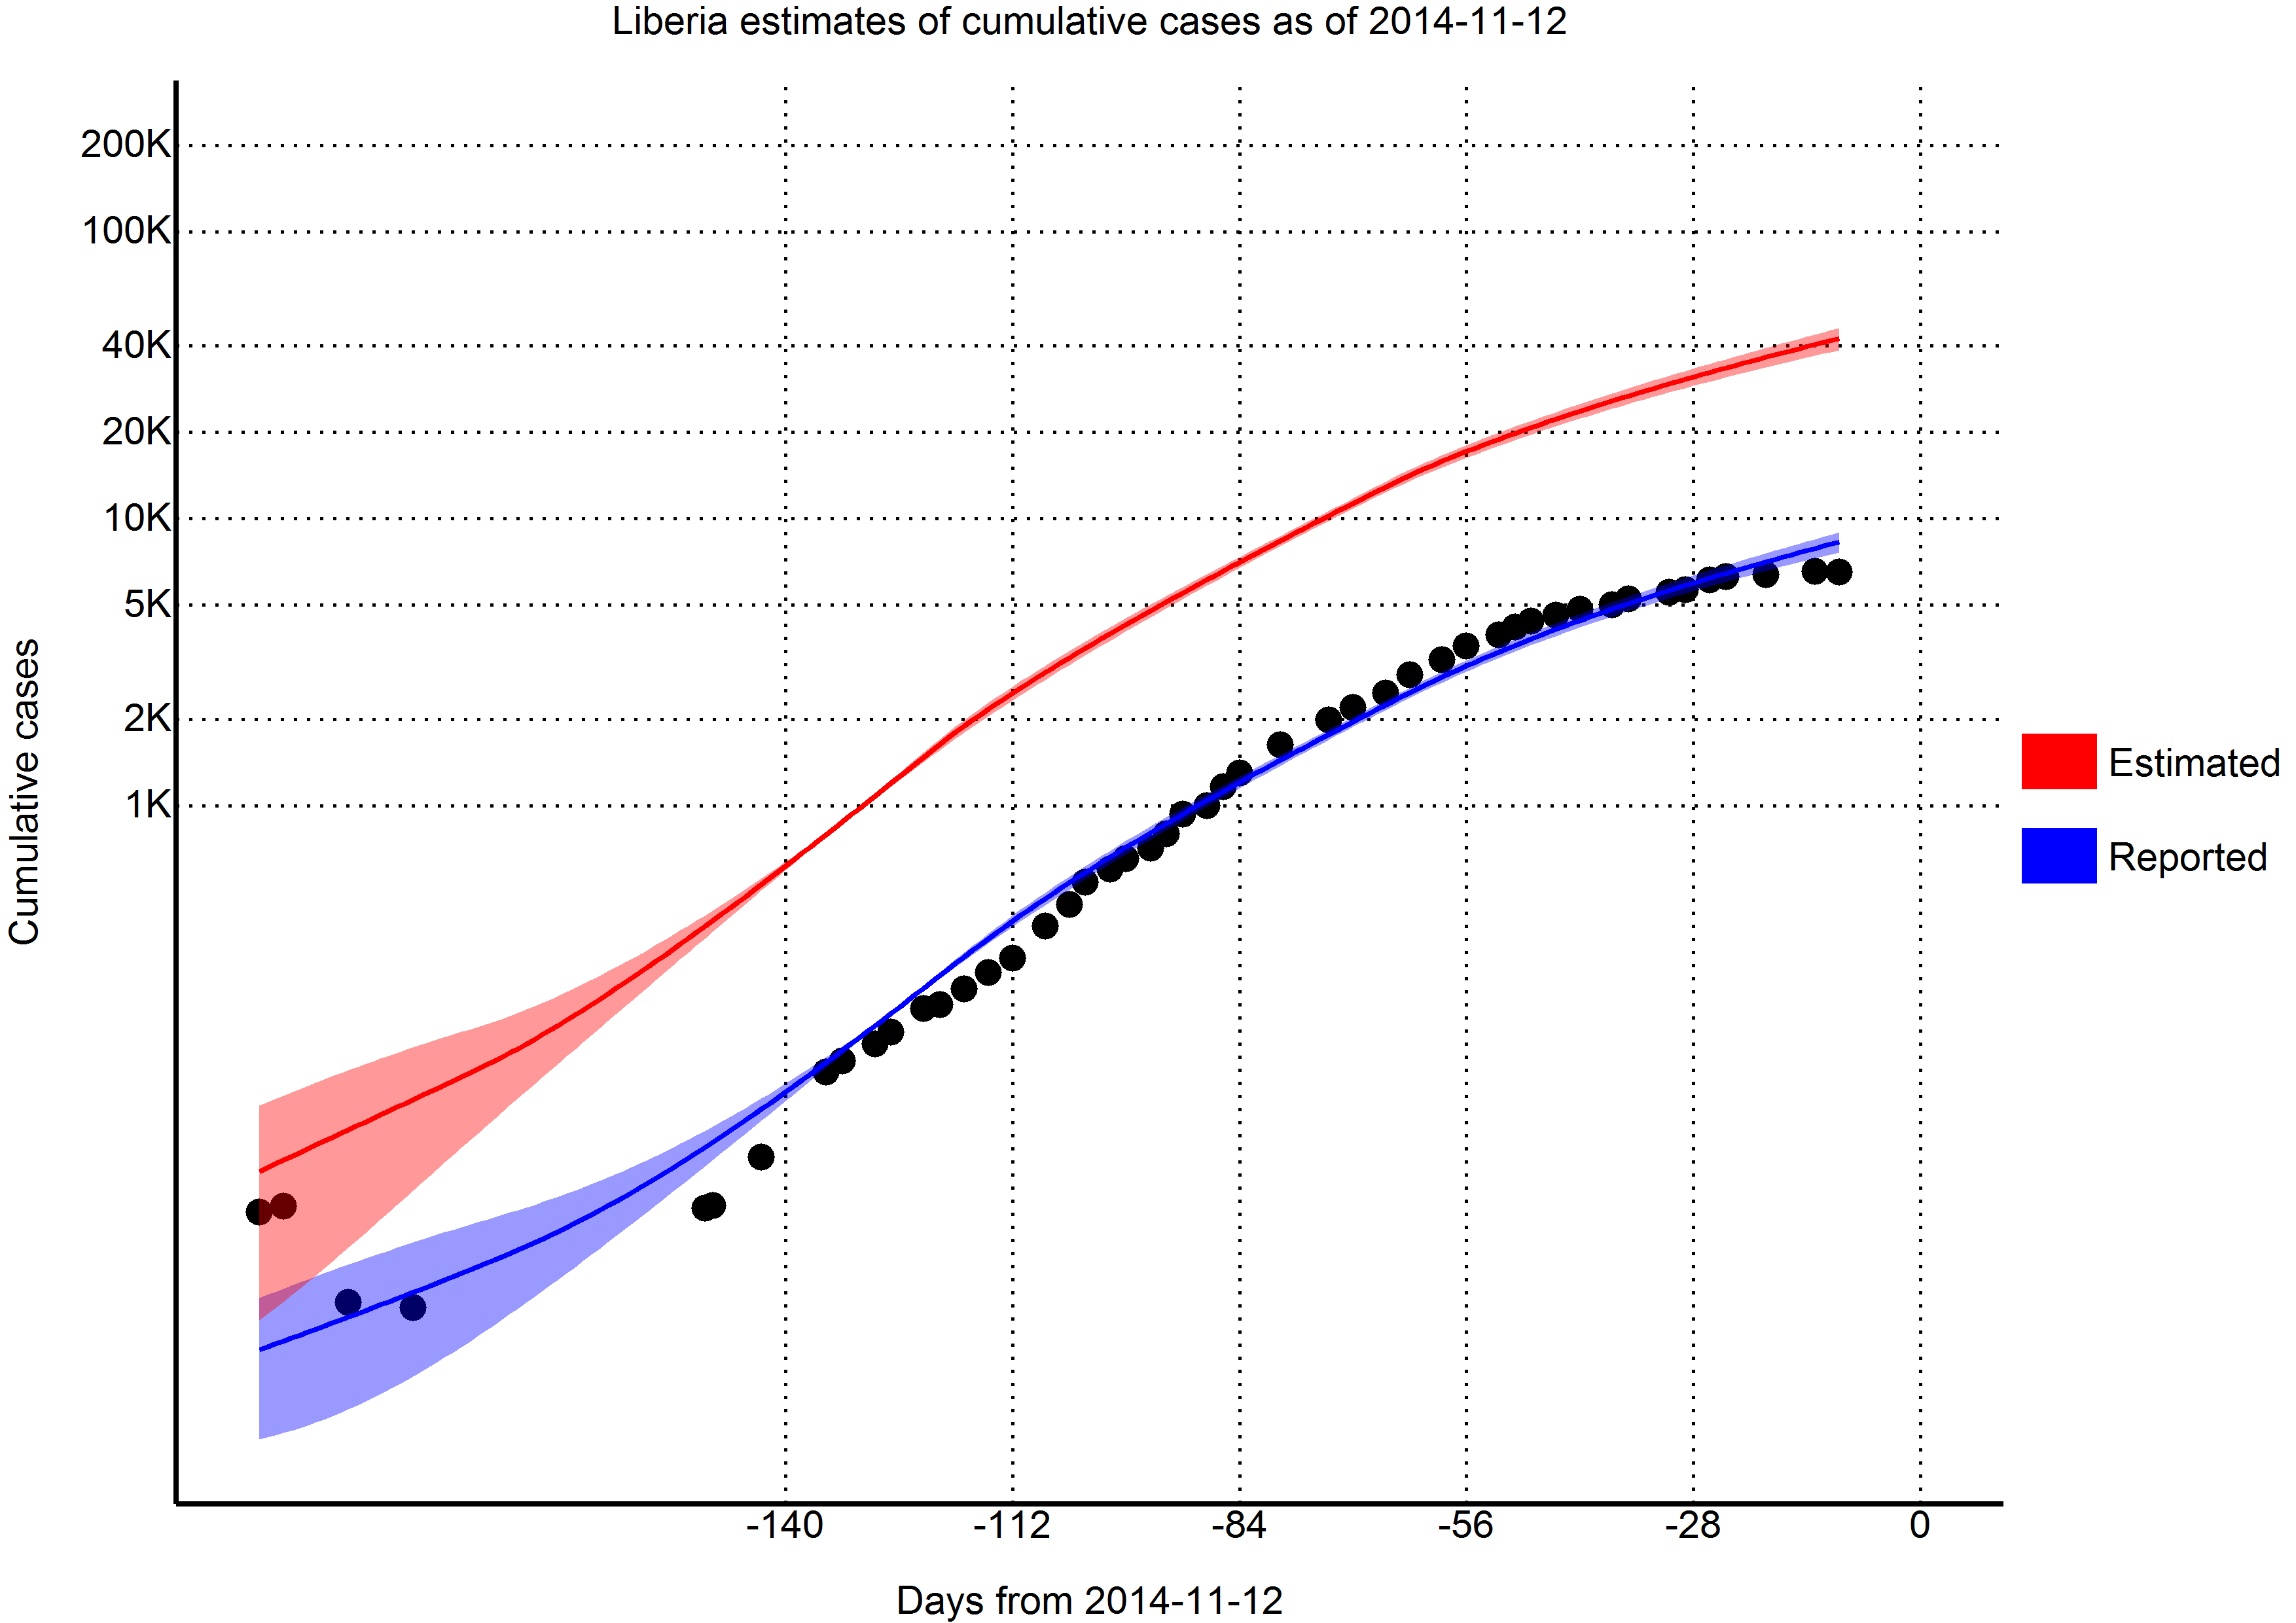 Liberia estimates of cumulative cases as of 2014-11-12
200K
100K
40K
20K
10K
5K
2K
1K
Cumulative cases
Estimated
Reported
-140 -112 -84 -56 -28 0
Days from 2014-11-12